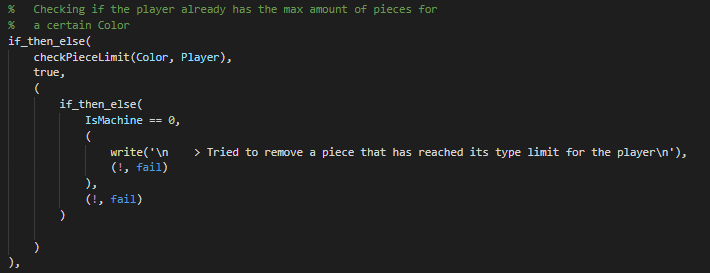 %   Checking if the player already has the max amount of pieces for
%   a certain Color
if_then_else(
    checkPieceLimit(Color, Player),
    true,
    (
        if_then_else(
            IsMachine == 0,
            (
                write('\n    > Tried to remove a piece that has reached its type limit for the player\n'),
                (!, fail)
            ),
            (!, fail)
        )

    )
),